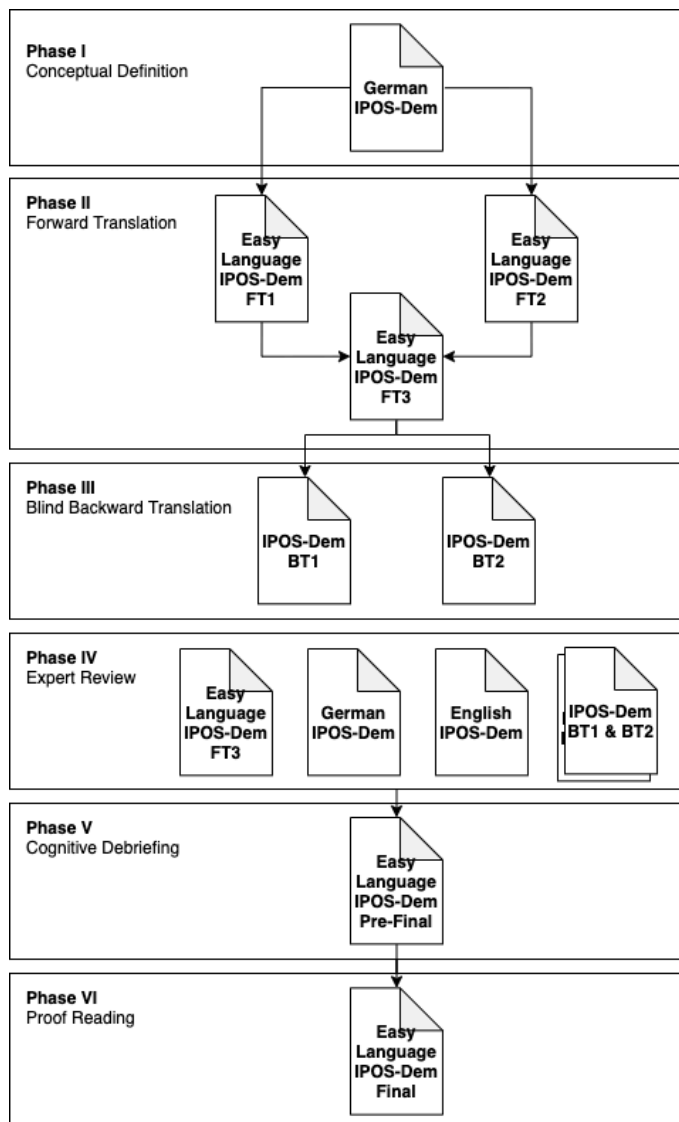 Phase I
Conceptual Definition
German
IPOS-Dem
Phase II
Forward Translation
Easy
Language
IPOS-Dem
FT1
Easy
Language
IPOS-Dem
FT2
Easy
Language
IPOS-Dem
FT3
Phase III
Blind Backward Translation
IPOS-Dem
BT1
IPOS-Dem
BT2
Phase IV
Expert Review
Easy
Language
IPOS-Dem
FT3
German
IPOS-Dem
English
IPOS-Dem
IPOS-Dem
BT1 & BT2
Phase V
Cognitive Debriefing
Easy
Language
IPOS-Dem
Pre-Final
Phase VI
Proof Reading
Easy
Language
IPOS-Dem
Final